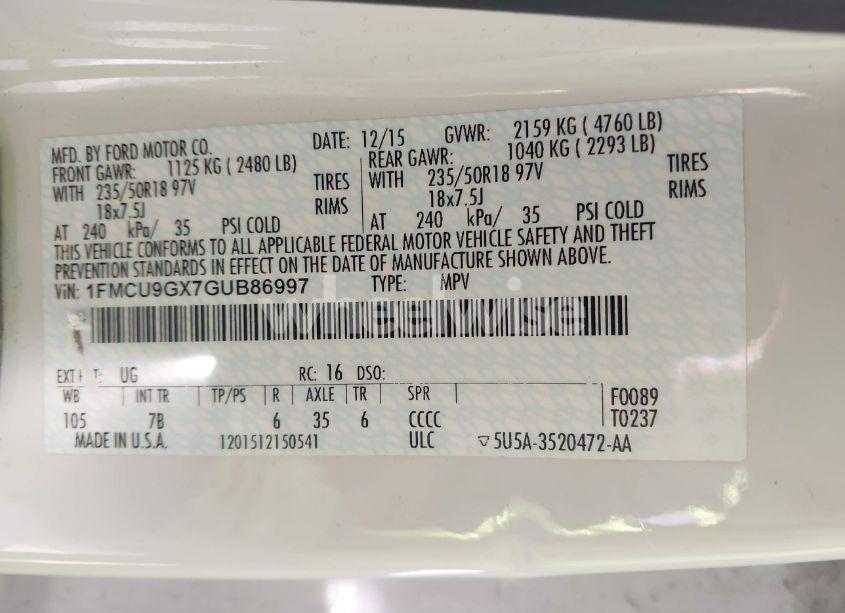 MFD. BY FORD MOTOR CO. DATE: 12/15 GVWR: 2159 KG ( 4760 LB)
FRONT GAWR: 1125 KG ( 2480 LB) REAR GAWR: 1040 KG ( 2293 LB)
WITH 235/50R18 97V TIRES WITH 235/50R18 97V TIRES
18x7.5J RIMS 18x7.5J RIMS
AT 240 kPa/ 35 PSI COLD AT 240 kPa/ 35 PSI COLD
THIS VEHICLE CONFORMS TO ALL APPLICABLE FEDERAL MOTOR VEHICLE SAFETY AND THEFT
PREVENTION STANDARDS IN EFFECT ON THE DATE OF MANUFACTURE SHOWN ABOVE.
VIN: 1FMCU9GX7GUB86997 TYPE: MPV
wheelwise
EXT UG RC: 16 DSO:
WB INT TR TP/PS R AXLE TR SPR F0089
105 7B 6 35 6 CCCC T0237
MADE IN U.S.A. 1201512150541 ULC ▽5U5A-3520472-AA